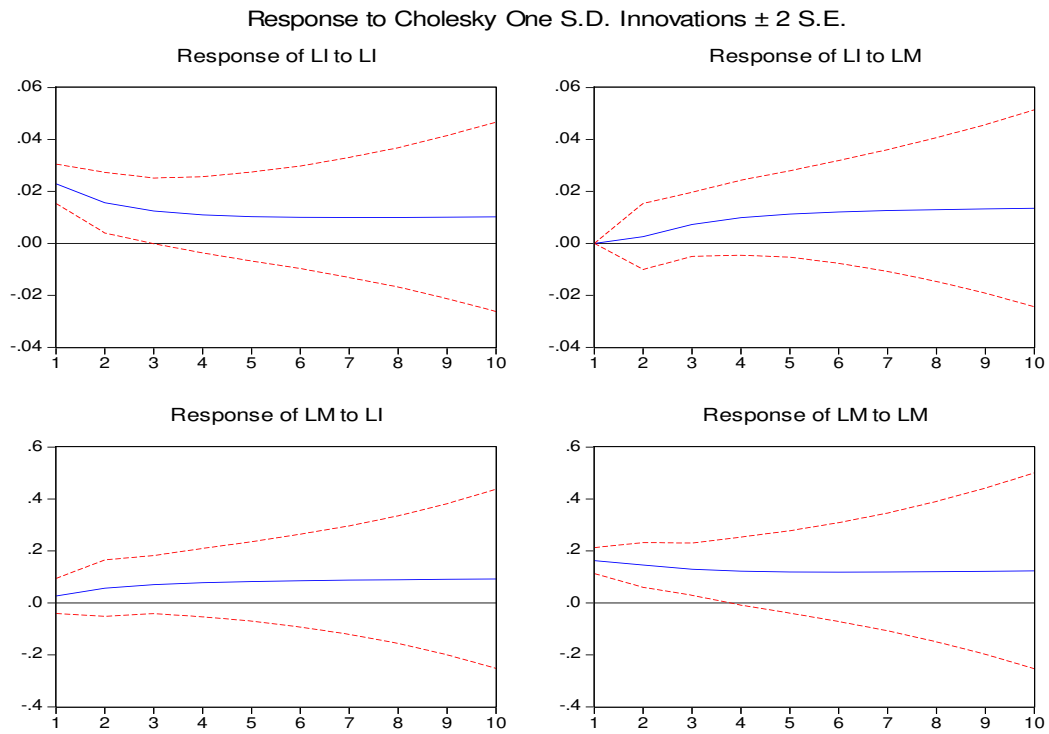 Response to Cholesky One S.D. Innovations ± 2 S.E.
Response of LI to LI
.06
.04
.02
.00
-.02
-.04
1 2 3 4 5 6 7 8 9 10
Response of LI to LM
.06
.04
.02
.00
-.02
-.04
1 2 3 4 5 6 7 8 9 10
Response of LM to LI
.6
.4
.2
.0
-.2
-.4
1 2 3 4 5 6 7 8 9 10
Response of LM to LM
.6
.4
.2
.0
-.2
-.4
1 2 3 4 5 6 7 8 9 10